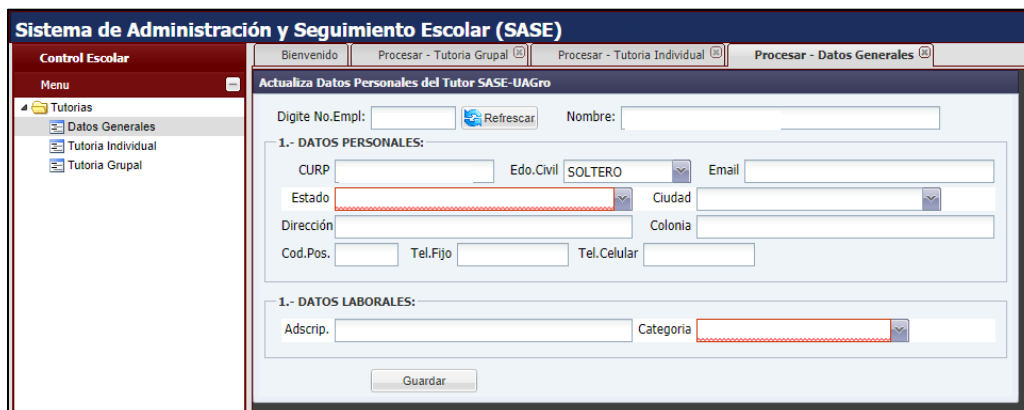 Sistema de Administración y Seguimiento Escolar (SASE)
Control Escolar
Bienvenido
Procesar - Tutoria Grupal
Procesar - Tutoria Individual
Procesar - Datos Generales
Menu
Actualiza Datos Personales del Tutor SASE-UAGro
Tutorias
Datos Generales
Tutoria Individual
Tutoria Grupal
Digite No.Empl: Refrescar Nombre:
1.- DATOS PERSONALES:
CURP Edo.Civil SOLTERO Email
Estado Ciudad
Dirección Colonia
Cod.Pos. Tel.Fijo Tel.Celular
1.- DATOS LABORALES:
Adscrip. Categoria
Guardar